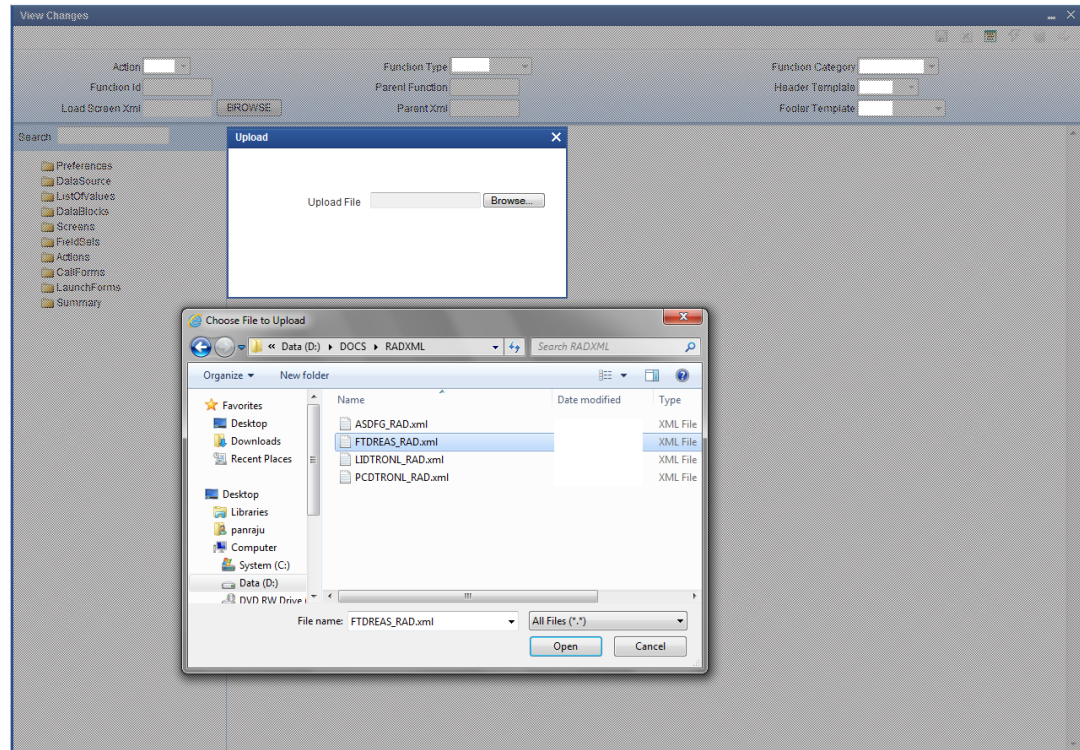 View Changes
Action Function Type Function Category
Function Id Parent Function Header Template
Load Screen Xml BROWSE Parent Xml Footer Template
Search
Upload
Preferences
DataSource
ListOfValues
DataBlocks
Screens
FieldSets
Actions
CallForms
LaunchForms
Summary
Upload File Browse...
Choose File to Upload
« Data (D:) ▸ DOCS ▸ RADXML Search RADXML
Organize New folder
Name Date modified Type
Favorites
Desktop
Downloads
Recent Places
Desktop
Libraries
panraju
Computer
System (C:)
Data (D:)
DVD RW Drive
ASDFG_RAD.xml XML File
FTDREAS_RAD.xml XML File
LIDTRONL_RAD.xml XML File
PCDTRONL_RAD.xml XML File
File name: FTDREAS_RAD.xml All Files (*.*)
Open Cancel